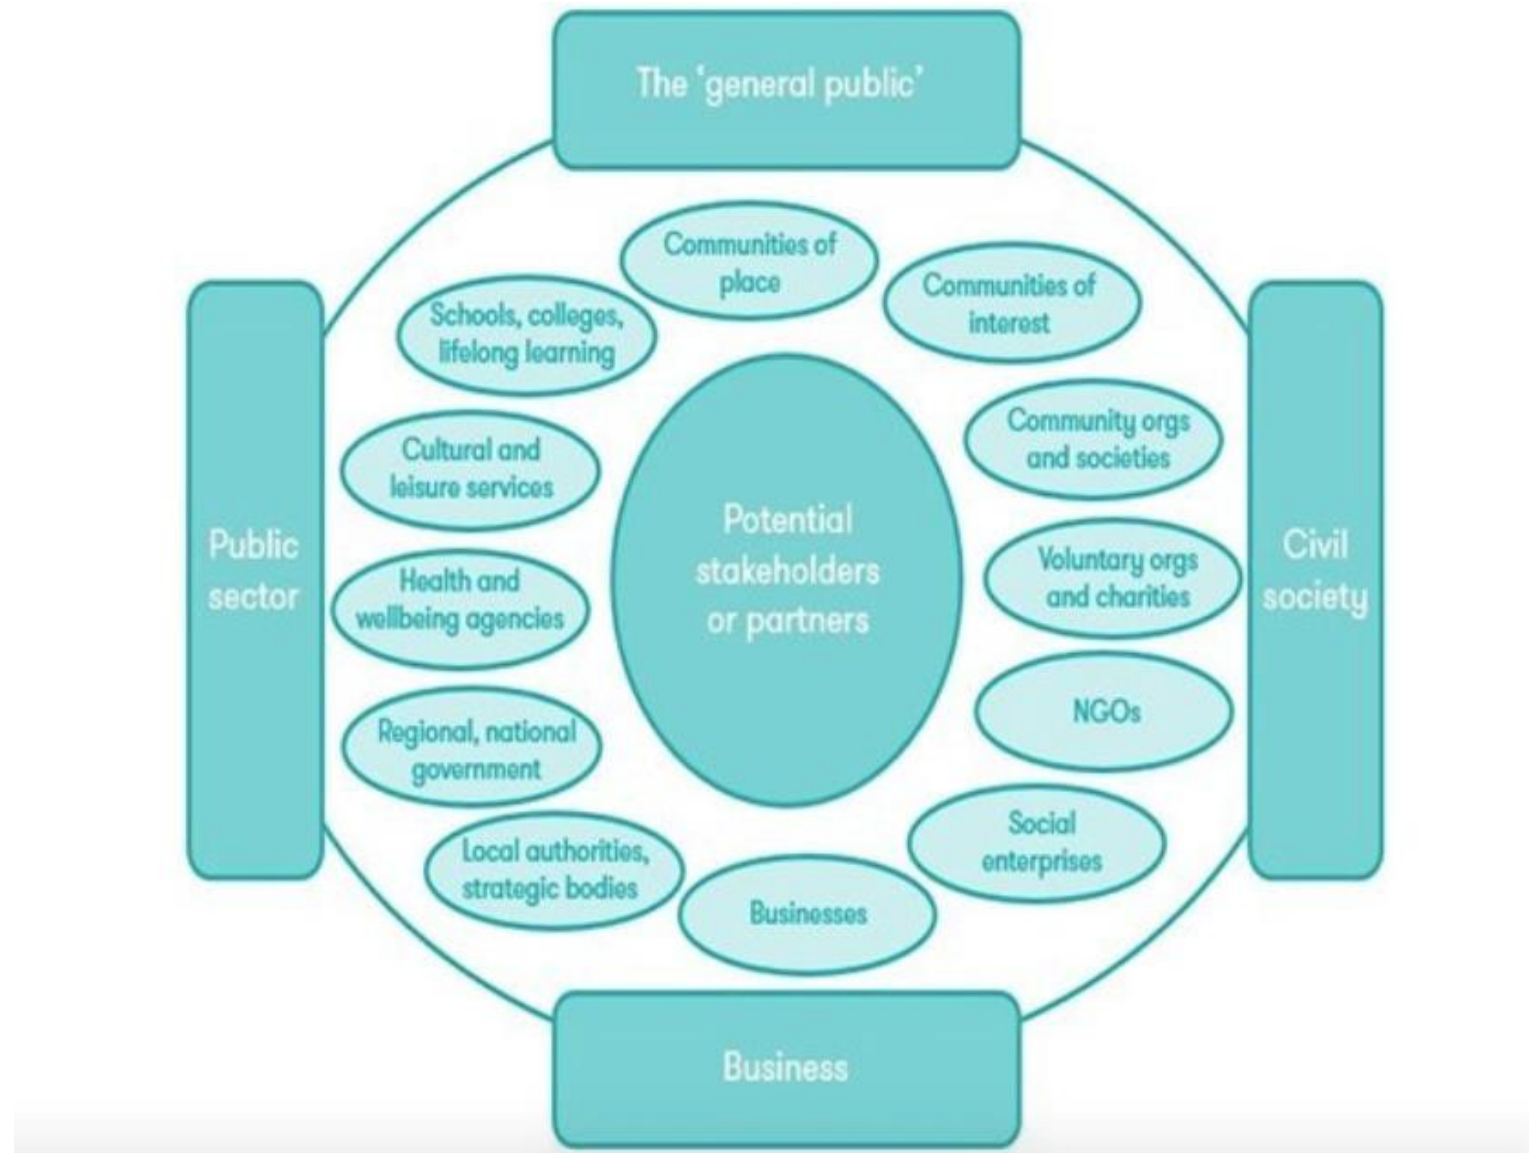 The ‘general public’
Communities of
place
Communities of
interest
Schools, colleges,
lifelong learning
Community orgs
and societies
Cultural and
leisure services
Potential
stakeholders
or partners
Public
sector
Civil
society
Voluntary orgs
and charities
Health and
wellbeing agencies
NGOs
Regional, national
government
Social
enterprises
Local authorities,
strategic bodies
Businesses
Business